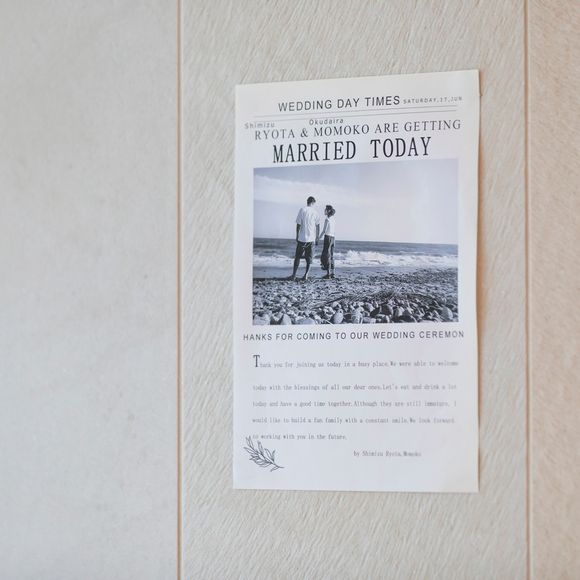 WEDDING DAY TIMES SATURDAY,17,JUN
Shimizu Okudaira
RYOTA & MOMOKO ARE GETTING
MARRIED TODAY
HANKS FOR COMING TO OUR WEDDING CEREMON
Thank you for joining us today in a busy place.We were able to welcome
today with the blessings of all our dear ones.Let's eat and drink a lot
today and have a good time together.Although they are still immature, I
would like to build a fun family with a constant smile.We look forward
to working with you in the future.
by Shimizu Ryota,Momoko